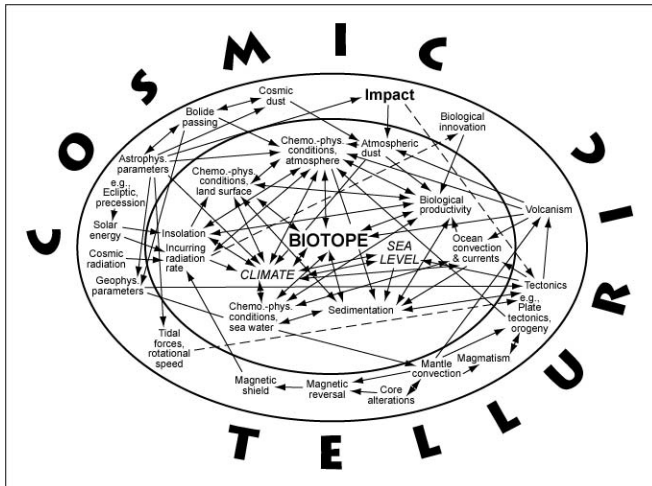 COSMIC
Cosmic
dust
Impact
Bolide
passing
Biological
innovation
Chemo.-phys.
conditions,
atmosphere
Atmospheric
dust
Astrophys.
parameters
Chemo.-phys.
conditions,
land surface
e.g.,
Ecliptic,
precession
Biological
productivity
Volcanism
Solar
energy
Insolation
BIOTOPE
Incurring
radiation
rate
SEA
LEVEL
Ocean
convection
& currents
Cosmic
radiation
CLIMATE
Geophys.
parameters
Tectonics
e.g.,
Plate
tectonics,
orogeny
Chemo.-phys.
conditions,
sea water
Sedimentation
Tidal
forces,
rotational
speed
Magmatism
Mantle
convection
Magnetic
shield
Magnetic
reversal
Core
alterations
TELLURIC